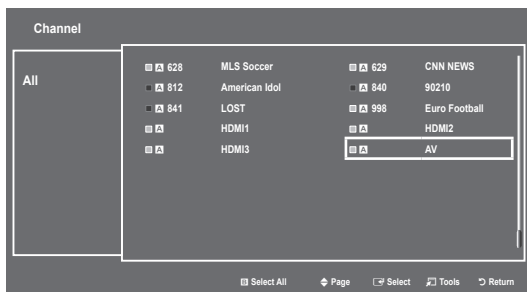 Channel
All
A 628 MLS Soccer A 629 CNN NEWS
A 812 American Idol A 840 90210
A 841 LOST A 998 Euro Football
A HDMI1 A HDMI2
A HDMI3 A AV
Select All Page Select Tools Return